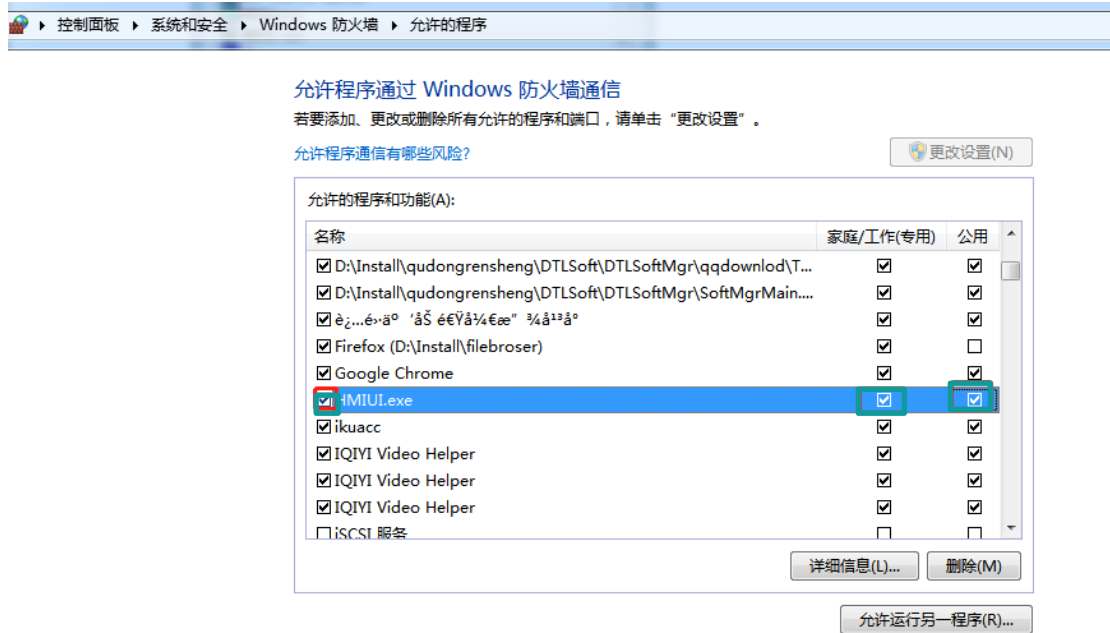 控制面板 ▸ 系统和安全 ▸ Windows 防火墙 ▸ 允许的程序
允许程序通过 Windows 防火墙通信
若要添加、更改或删除所有允许的程序和端口，请单击“更改设置”。
允许程序通信有哪些风险?
更改设置(N)
允许的程序和功能(A):
名称 家庭/工作(专用) 公用
D:\Install\qudongrensheng\DTLSoft\DTLSoftMgr\qqdownlod\T...
D:\Install\qudongrensheng\DTLSoft\DTLSoftMgr\SoftMgrMain....
Firefox (D:\Install\filebroser)
Google Chrome
HMIUI.exe
ikuacc
IQIYI Video Helper
IQIYI Video Helper
IQIYI Video Helper
iSCSI 服务
详细信息(L)... 删除(M)
允许运行另一程序(R)...